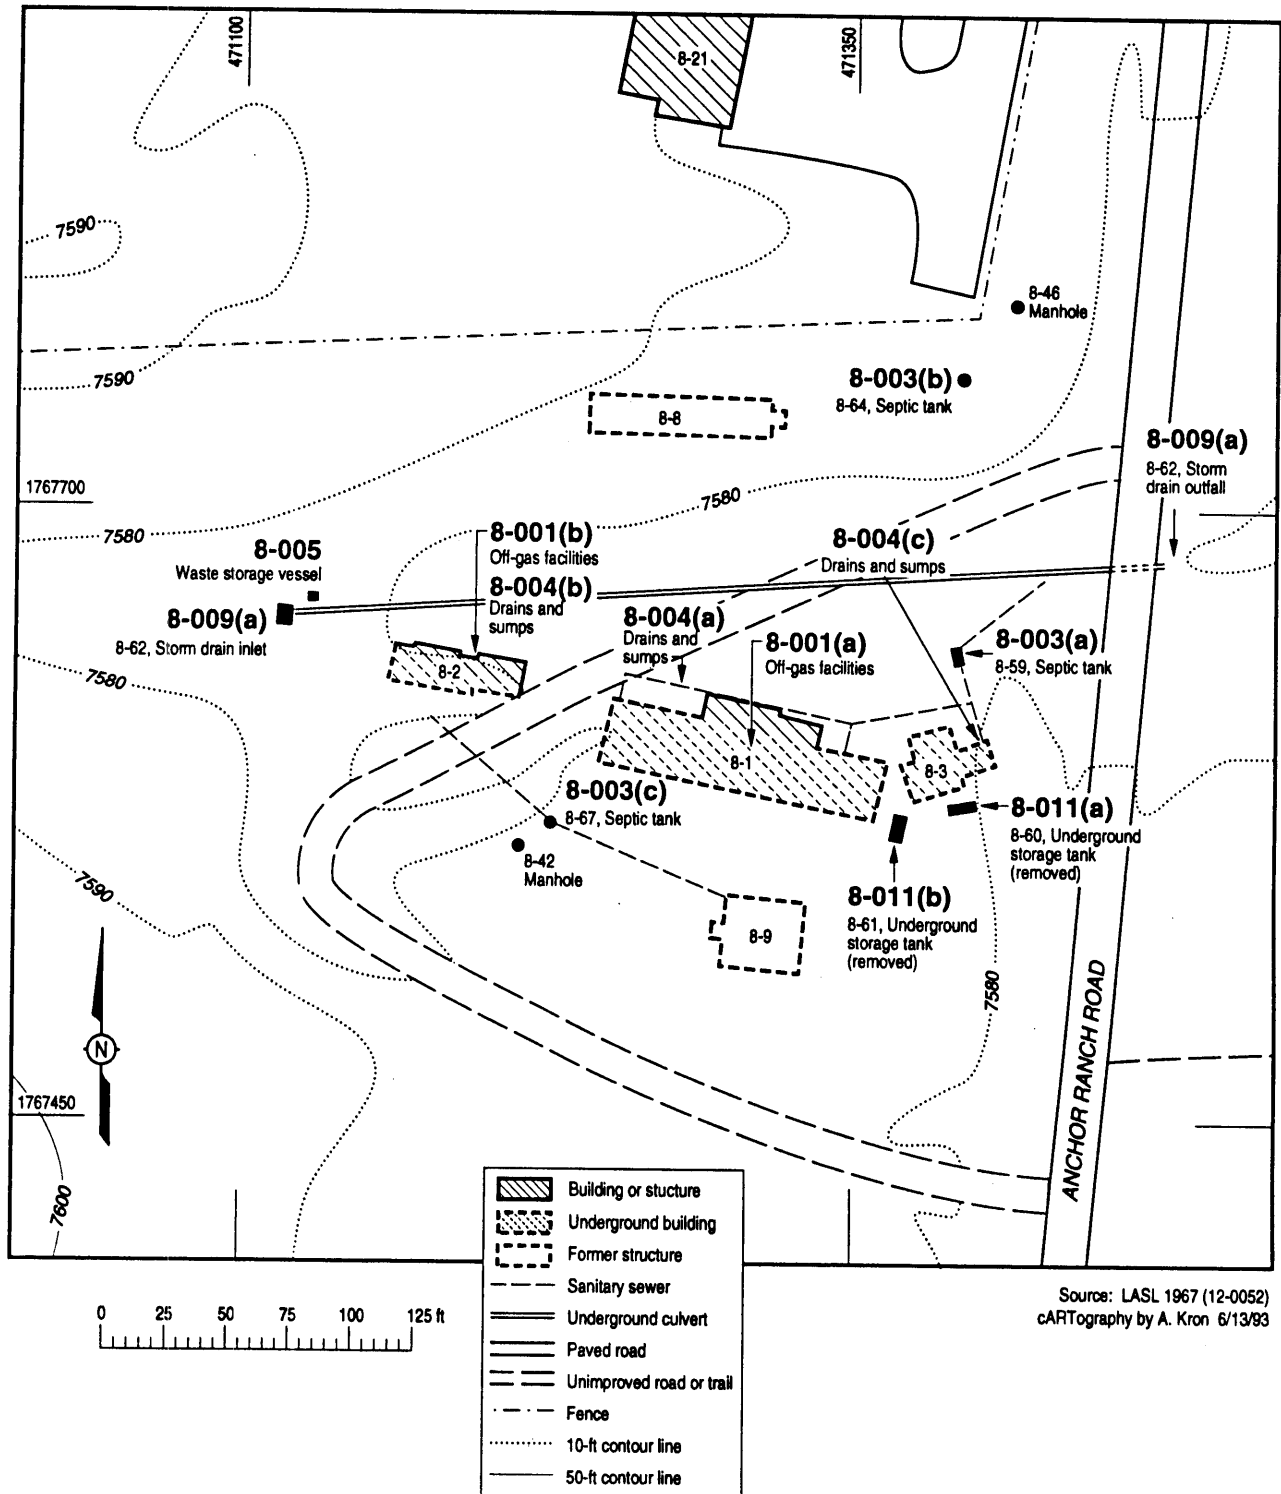 471100
471350
8-21
7590
8-46
Manhole
7590
8-003(b)
8-64, Septic tank
8-8
8-009(a)
8-62, Storm
drain outfall
1767700
7580
7580
8-001(b)
Off-gas facilities
8-004(c)
Drains and sumps
8-005
Waste storage vessel
8-004(b)
Drains and
sumps
8-009(a)
8-62, Storm drain inlet
8-004(a)
Drains and
sumps
8-001(a)
Off-gas facilities
8-003(a)
8-59, Septic tank
8-2
7580
8-1
8-3
8-003(c)
8-67, Septic tank
8-011(a)
8-60, Underground
storage tank
(removed)
8-42
Manhole
7590
8-011(b)
8-61, Underground
storage tank
(removed)
8-9
7580
ANCHOR RANCH ROAD
N
1767450
7600
Building or stucture
Underground building
Former structure
Sanitary sewer
Underground culvert
Paved road
Unimproved road or trail
Fence
10-ft contour line
50-ft contour line
0 25 50 75 100 125 ft
Source: LASL 1967 (12-0052)
cARTography by A. Kron 6/13/93